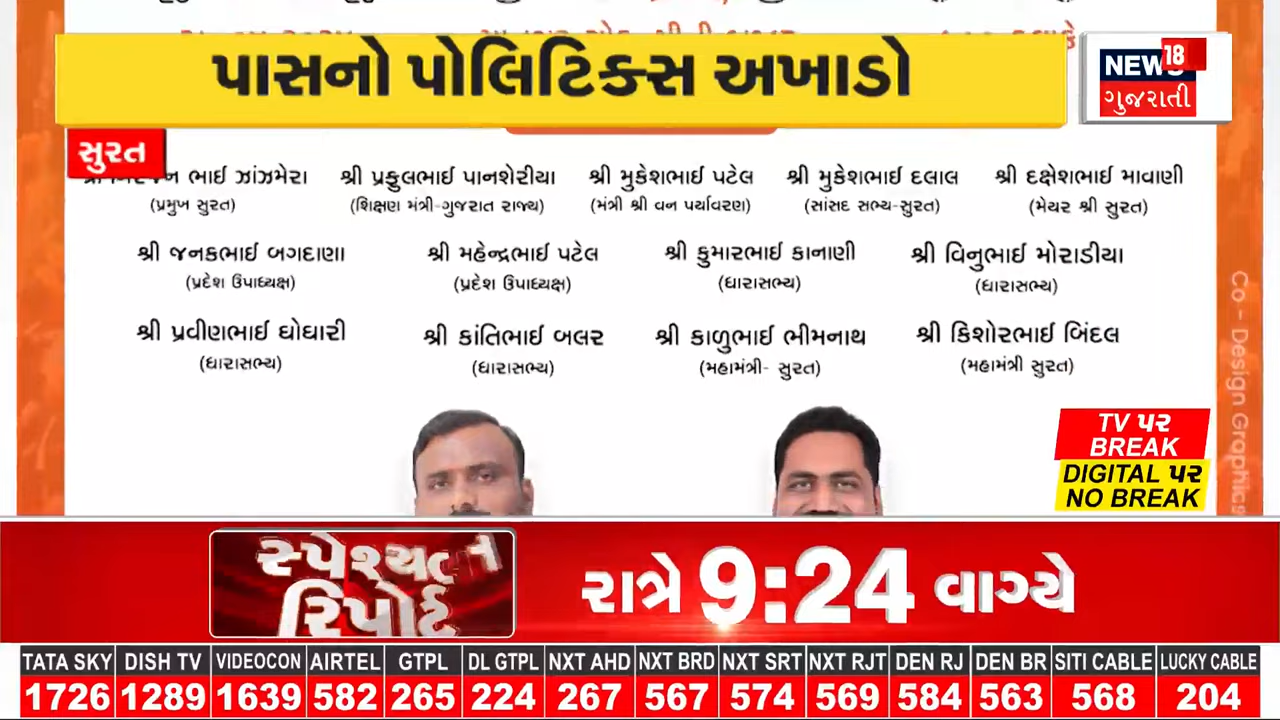 પાસનો પોલિટિક્સ અખાડો
NEWS 18
ગુજરાતી
સુરત
ભાઈ ઝાંઝમેરા
શ્રી પ્રફુલભાઈ પાનશેરીયા
શ્રી મુકેશભાઈ પટેલ
શ્રી મુકેશભાઈ દલાલ
શ્રી દક્ષેશભાઈ માવાણી
(પ્રમુખ સુરત)
(શિક્ષણ મંત્રી-ગુજરાત રાજ્ય)
(મંત્રી શ્રી વન પર્યાવરણ)
(સાંસદ સભ્ય-સુરત)
(મેયર શ્રી સુરત)
શ્રી જનકભાઈ બગદાણા
શ્રી મહેન્દ્રભાઈ પટેલ
શ્રી કુમારભાઈ કાનાણી
શ્રી વિનુભાઈ મોરાડીયા
(પ્રદેશ ઉપાધ્યક્ષ)
(પ્રદેશ ઉપાધ્યક્ષ)
(ધારાસભ્ય)
(ધારાસભ્ય)
શ્રી પ્રવીણભાઈ ઘોઘારી
શ્રી કાંતિભાઈ બલર
શ્રી કાળુભાઈ ભીમનાથ
શ્રી કિશોરભાઈ બિંદલ
(ધારાસભ્ય)
(ધારાસભ્ય)
(મહામંત્રી- સુરત)
(મહામંત્રી સુરત)
Co - Design Graphics
TV પર
BREAK
DIGITAL પર
NO BREAK
સ્પેશ્યલ
રિપોર્ટ
રાત્રે 9:24 વાગ્યે
TATA SKY DISH TV VIDEOCON AIRTEL GTPL DL GTPL NXT AHD NXT BRD NXT SRT NXT RJT DEN RJ DEN BR SITI CABLE LUCKY CABLE
1726 1289 1639 582 265 224 267 567 574 569 584 563 568 204